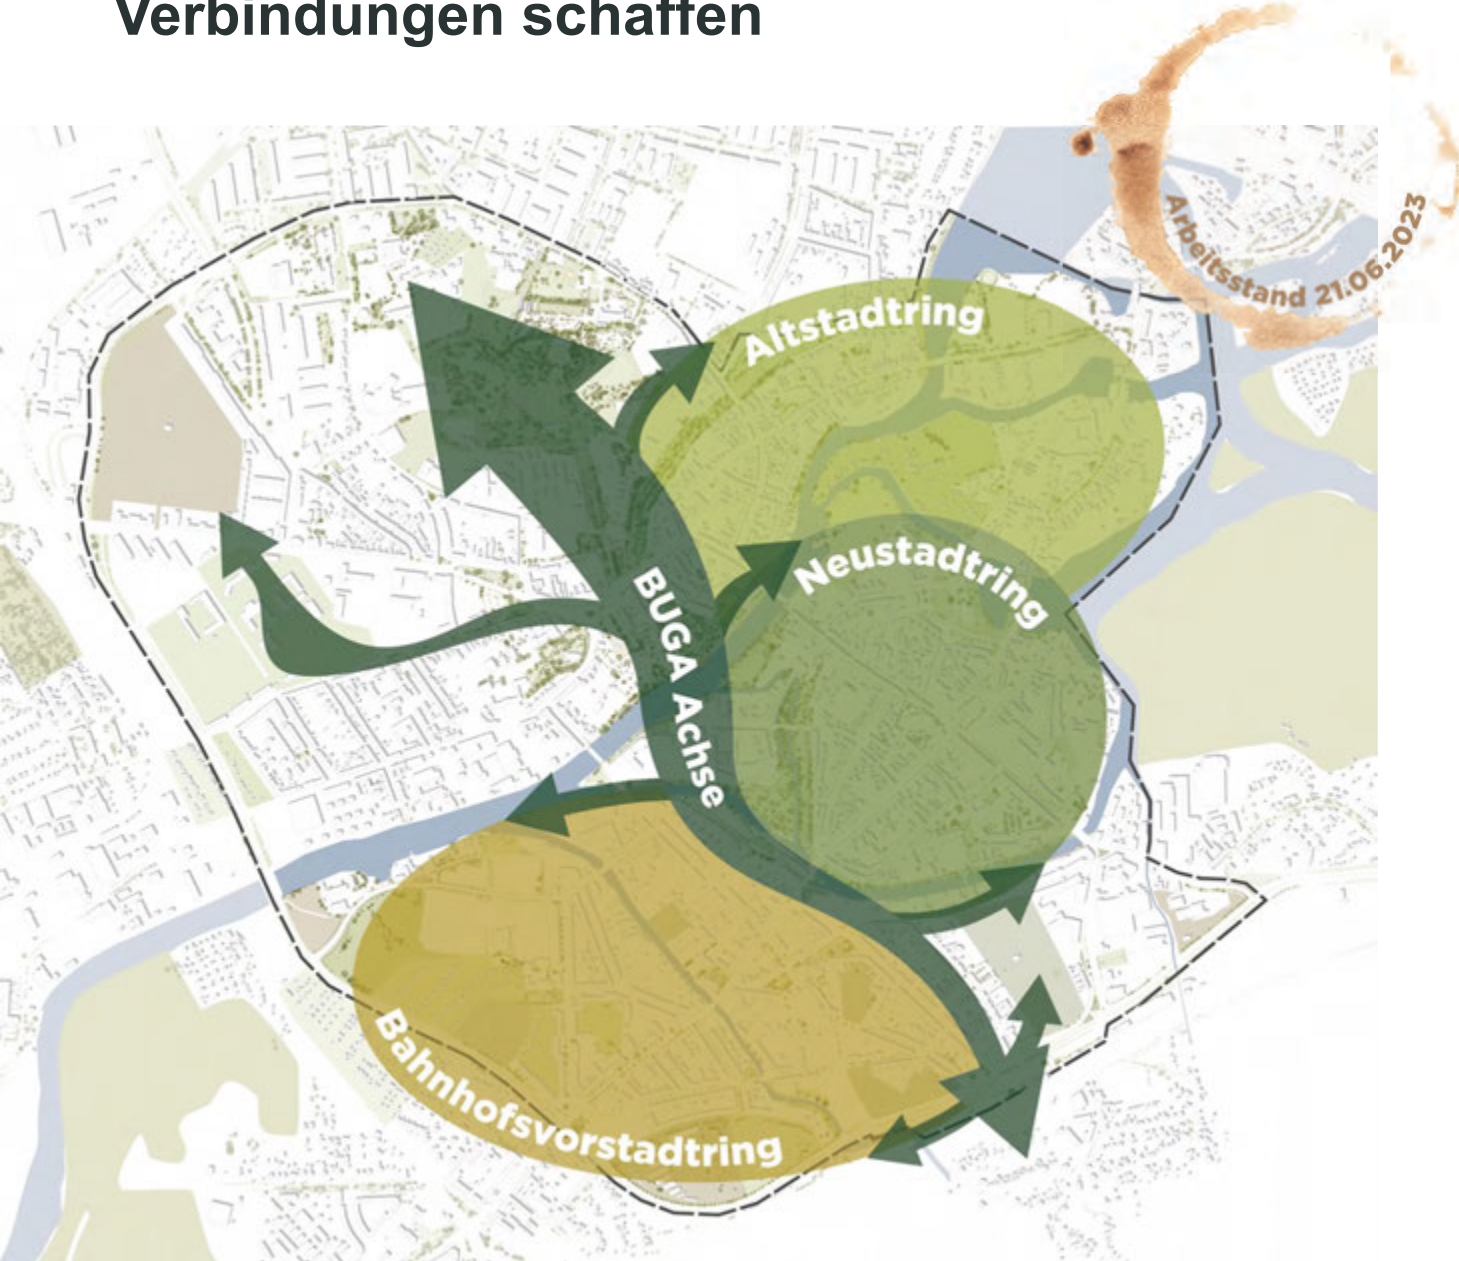 Verbindungen schaffen
Arbeitsstand 21.06.2023
Altstadtring
Neustadtring
BUGA Achse
Bahnhofsvorstadtring